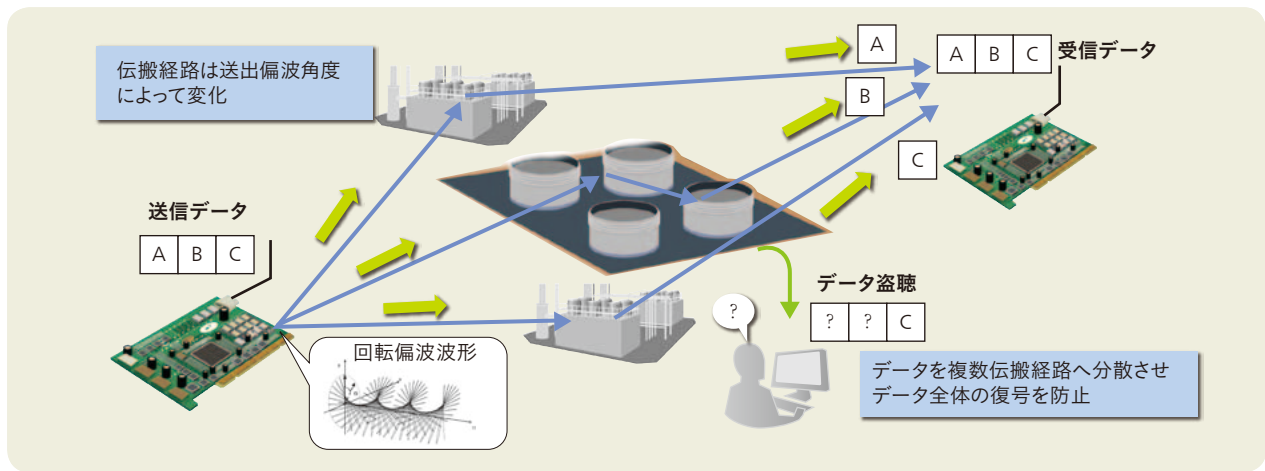 伝搬経路は送出偏波角度
によって変化
A
B
C
A B C
受信データ
送信データ
A B C
回転偏波波形
データ盗聴
? ? C
?
データを複数伝搬経路へ分散させ
データ全体の復号を防止